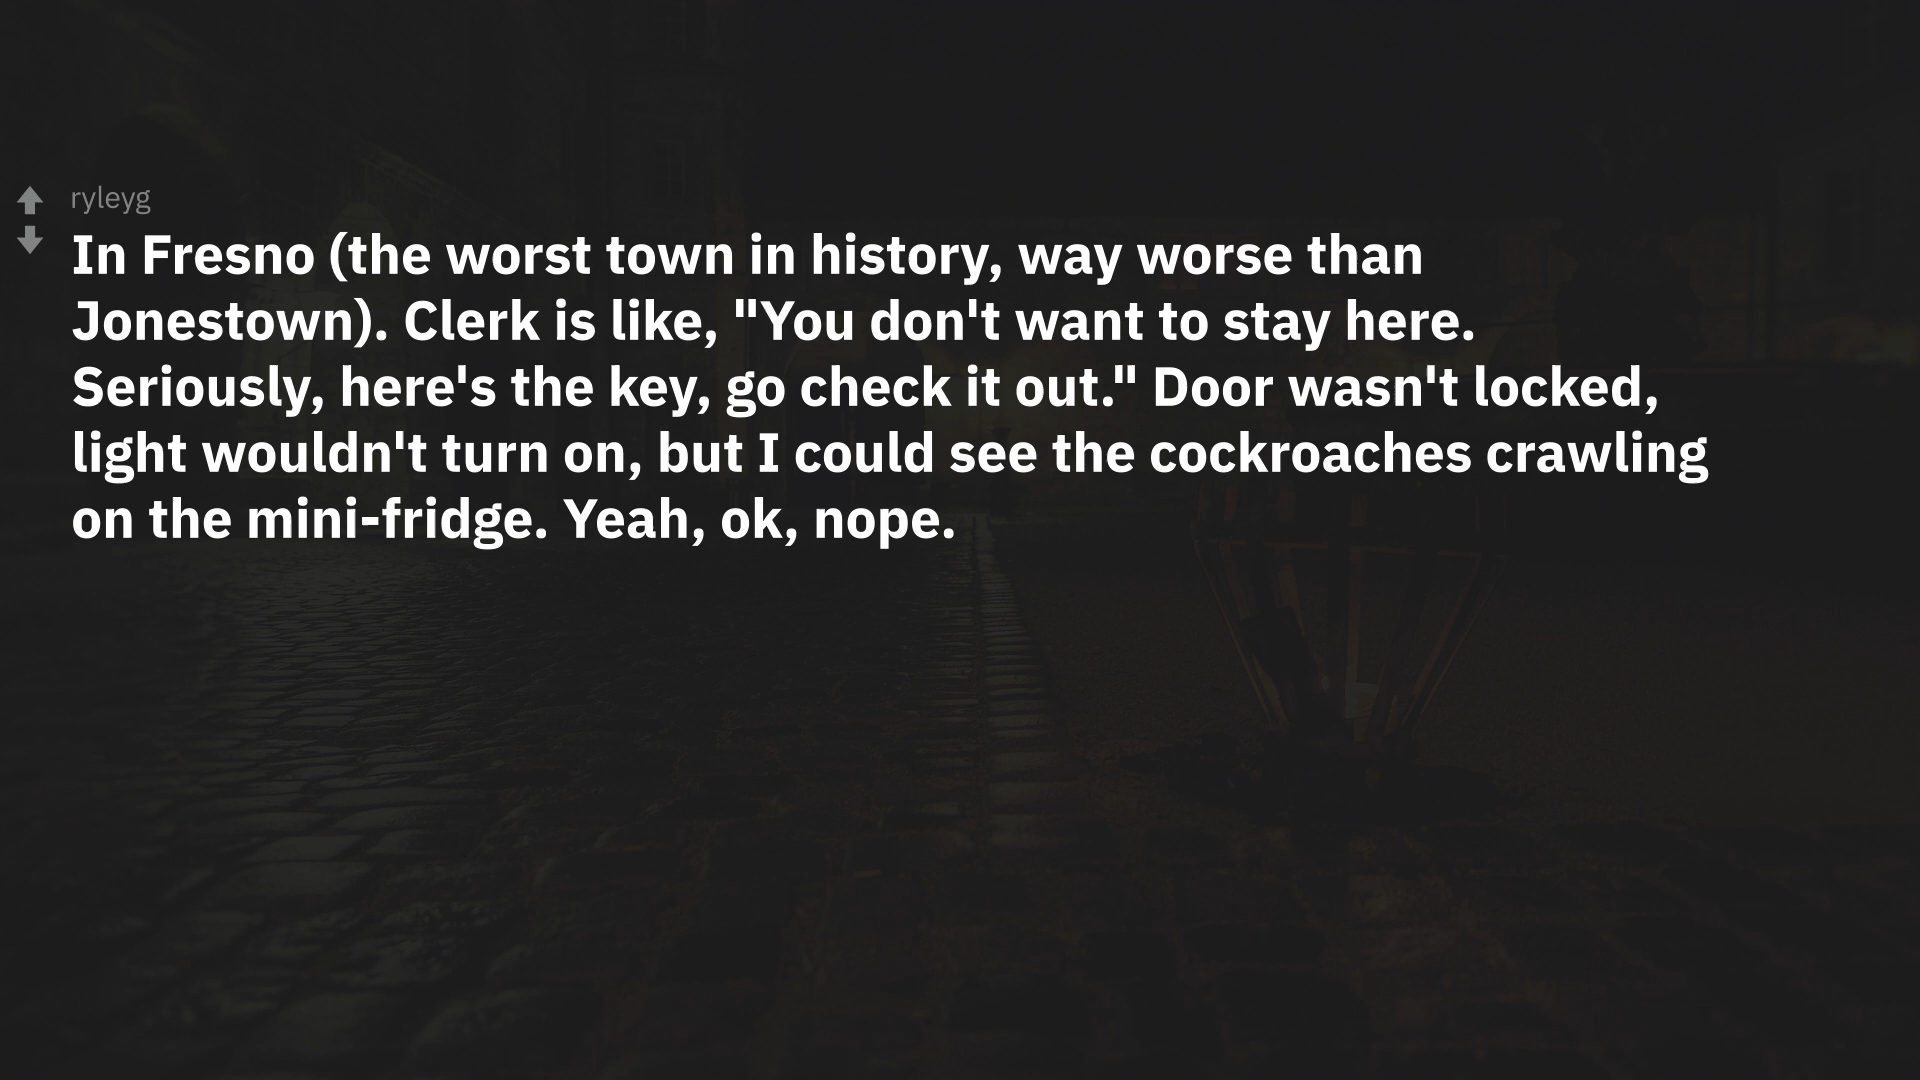 ryleyg
In Fresno (the worst town in history, way worse than
Jonestown). Clerk is like, "You don't want to stay here.
Seriously, here's the key, go check it out." Door wasn't locked,
light wouldn't turn on, but I could see the cockroaches crawling
on the mini-fridge. Yeah, ok, nope.